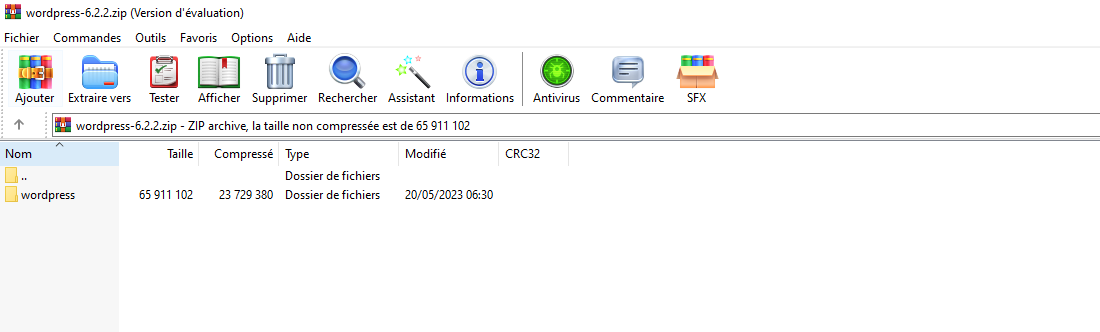 wordpress-6.2.2.zip (Version d'évaluation)
Fichier Commandes Outils Favoris Options Aide
Ajouter Extraire vers Tester Afficher Supprimer Rechercher Assistant Informations Antivirus Commentaire SFX
wordpress-6.2.2.zip - ZIP archive, la taille non compressée est de 65 911 102
Nom Taille Compressé Type Modifié CRC32
.. Dossier de fichiers
wordpress 65 911 102 23 729 380 Dossier de fichiers 20/05/2023 06:30